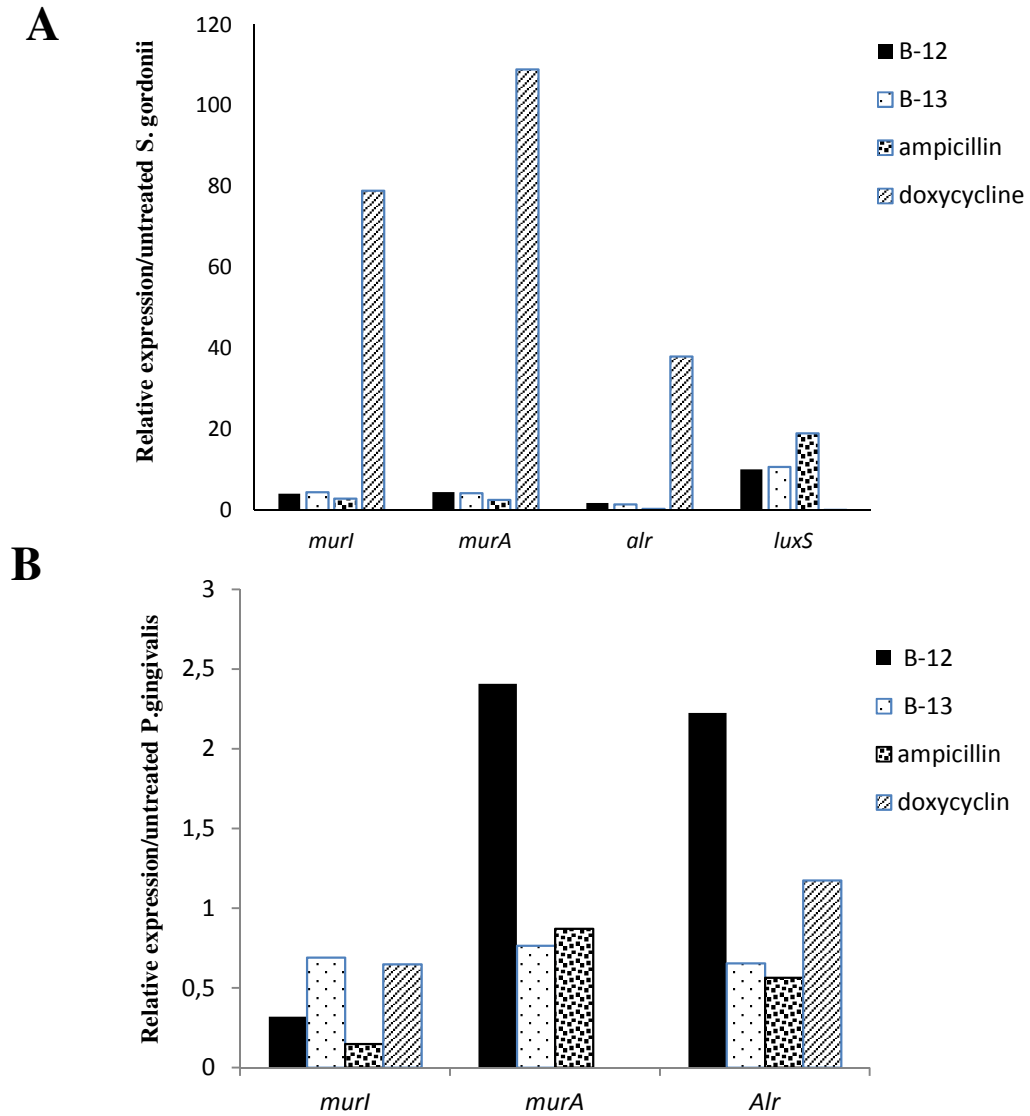 A
Relative expression/untreated S. gordonii
120
100
80
60
40
20
0
murI
murA
alr
luxS
B-12
B-13
ampicillin
doxycycline
B
Relative expression/untreated P.gingivalis
3
2,5
2
1,5
1
0,5
0
murI
murA
Alr
B-12
B-13
ampicillin
doxycyclin